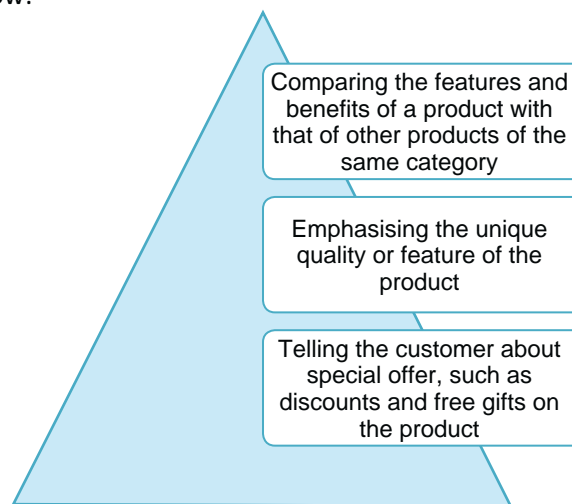 Comparing the features and
benefits of a product with
that of other products of the
same category
Emphasising the unique
quality or feature of the
product
Telling the customer about
special offer, such as
discounts and free gifts on
the product